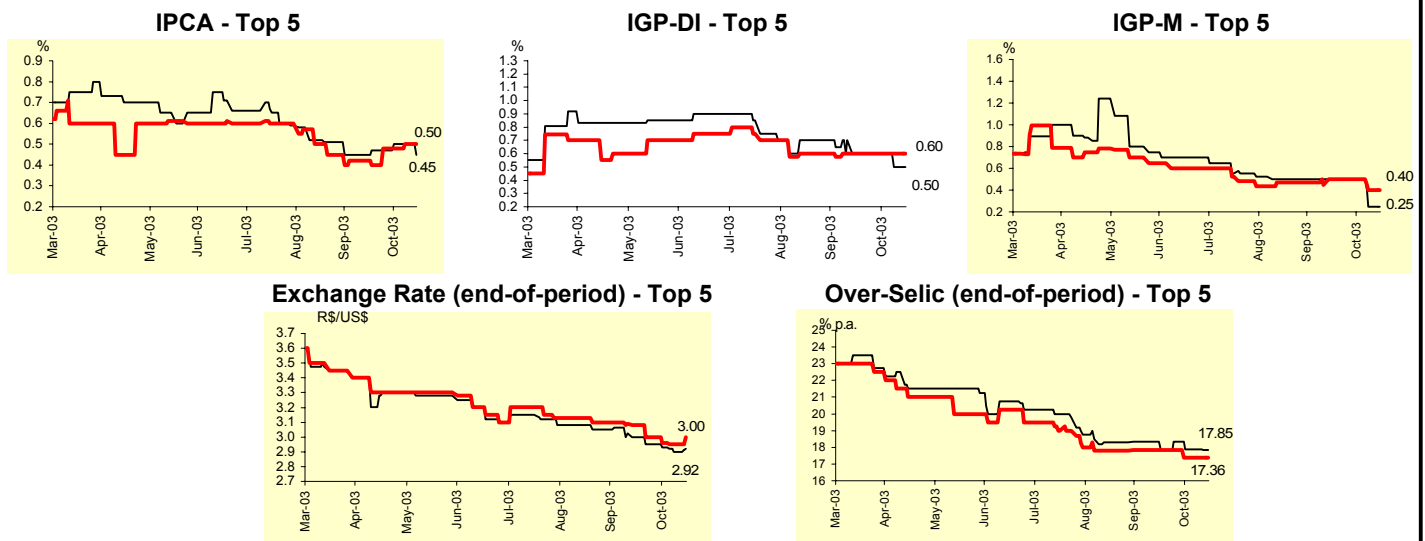 IPCA - Top 5
%
0.9
0.8
0.7
0.6
0.5
0.4
0.3
0.2
0.50
0.45
Mar-03
Apr-03
May-03
Jun-03
Jul-03
Aug-03
Sep-03
Oct-03
IGP-DI - Top 5
%
1.3
1.2
1.1
1.0
0.9
0.8
0.7
0.6
0.5
0.4
0.3
0.2
0.60
0.50
Mar-03
Apr-03
May-03
Jun-03
Jul-03
Aug-03
Sep-03
Oct-03
IGP-M - Top 5
%
1.6
1.4
1.2
1.0
0.8
0.6
0.4
0.2
0.40
0.25
Mar-03
Apr-03
May-03
Jun-03
Jul-03
Aug-03
Sep-03
Oct-03
Exchange Rate (end-of-period) - Top 5
R$/US$
3.7
3.6
3.5
3.4
3.3
3.2
3.1
3.0
2.9
2.8
2.7
3.00
2.92
Mar-03
Apr-03
May-03
Jun-03
Jul-03
Aug-03
Sep-03
Oct-03
Over-Selic (end-of-period) - Top 5
% p.a.
25
24
23
22
21
20
19
18
17
16
17.85
17.36
Mar-03
Apr-03
May-03
Jun-03
Jul-03
Aug-03
Sep-03
Oct-03